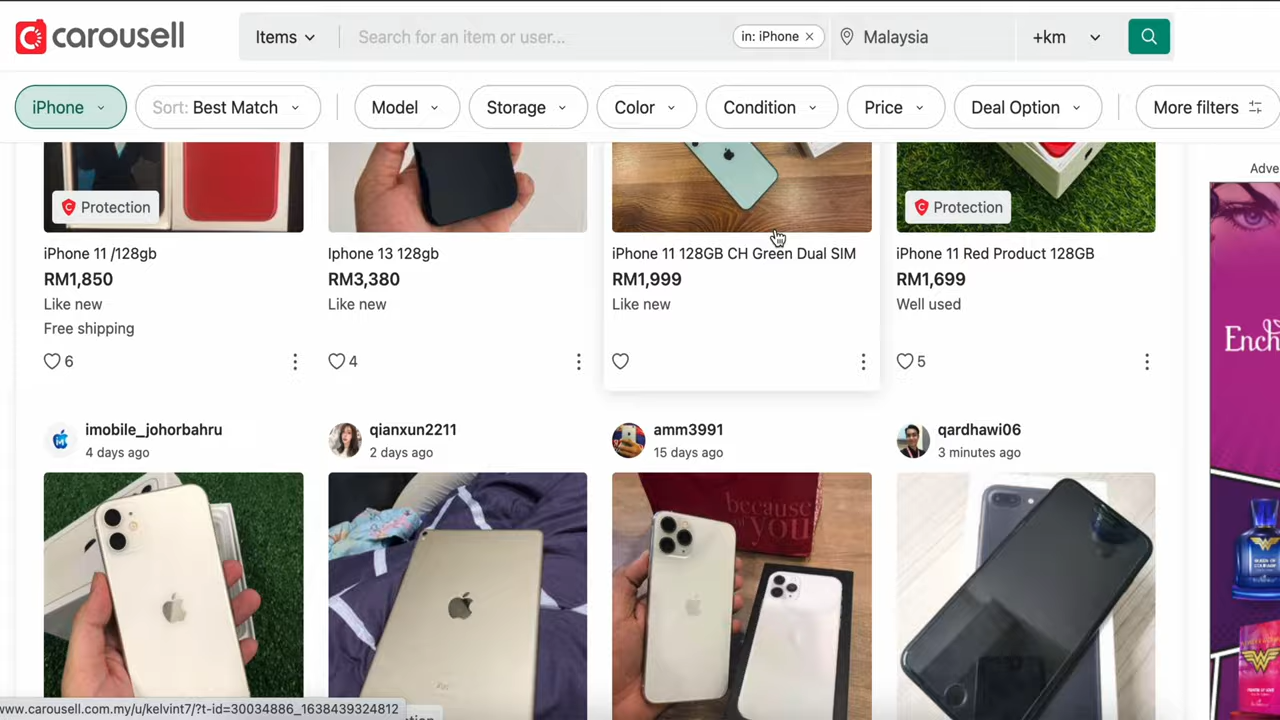 carousell
Items
Search for an item or user...
in: iPhone ×
Malaysia
+km
iPhone
Sort: Best Match
Model
Storage
Color
Condition
Price
Deal Option
More filters
Adve
Protection
Protection
iPhone 11 /128gb
RM1,850
Like new
Free shipping
6
Iphone 13 128gb
RM3,380
Like new
4
iPhone 11 128GB CH Green Dual SIM
RM1,999
Like new
iPhone 11 Red Product 128GB
RM1,699
Well used
5
Ench
imobile_johorbahru
4 days ago
qianxun2211
2 days ago
amm3991
15 days ago
qardhawi06
3 minutes ago
because
of you
www.carousell.com.my/u/kelvint7/?t-id=30034886_1638439324812